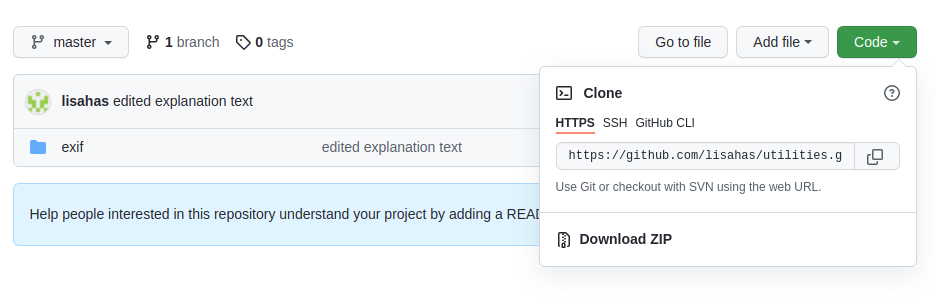 master 1 branch 0 tags Go to file Add file Code
lisahas edited explanation text
Clone
HTTPS SSH GitHub CLI
exif edited explanation text
https://github.com/lisahas/utilities.g
Use Git or checkout with SVN using the web URL.
Help people interested in this repository understand your project by adding a
Download ZIP